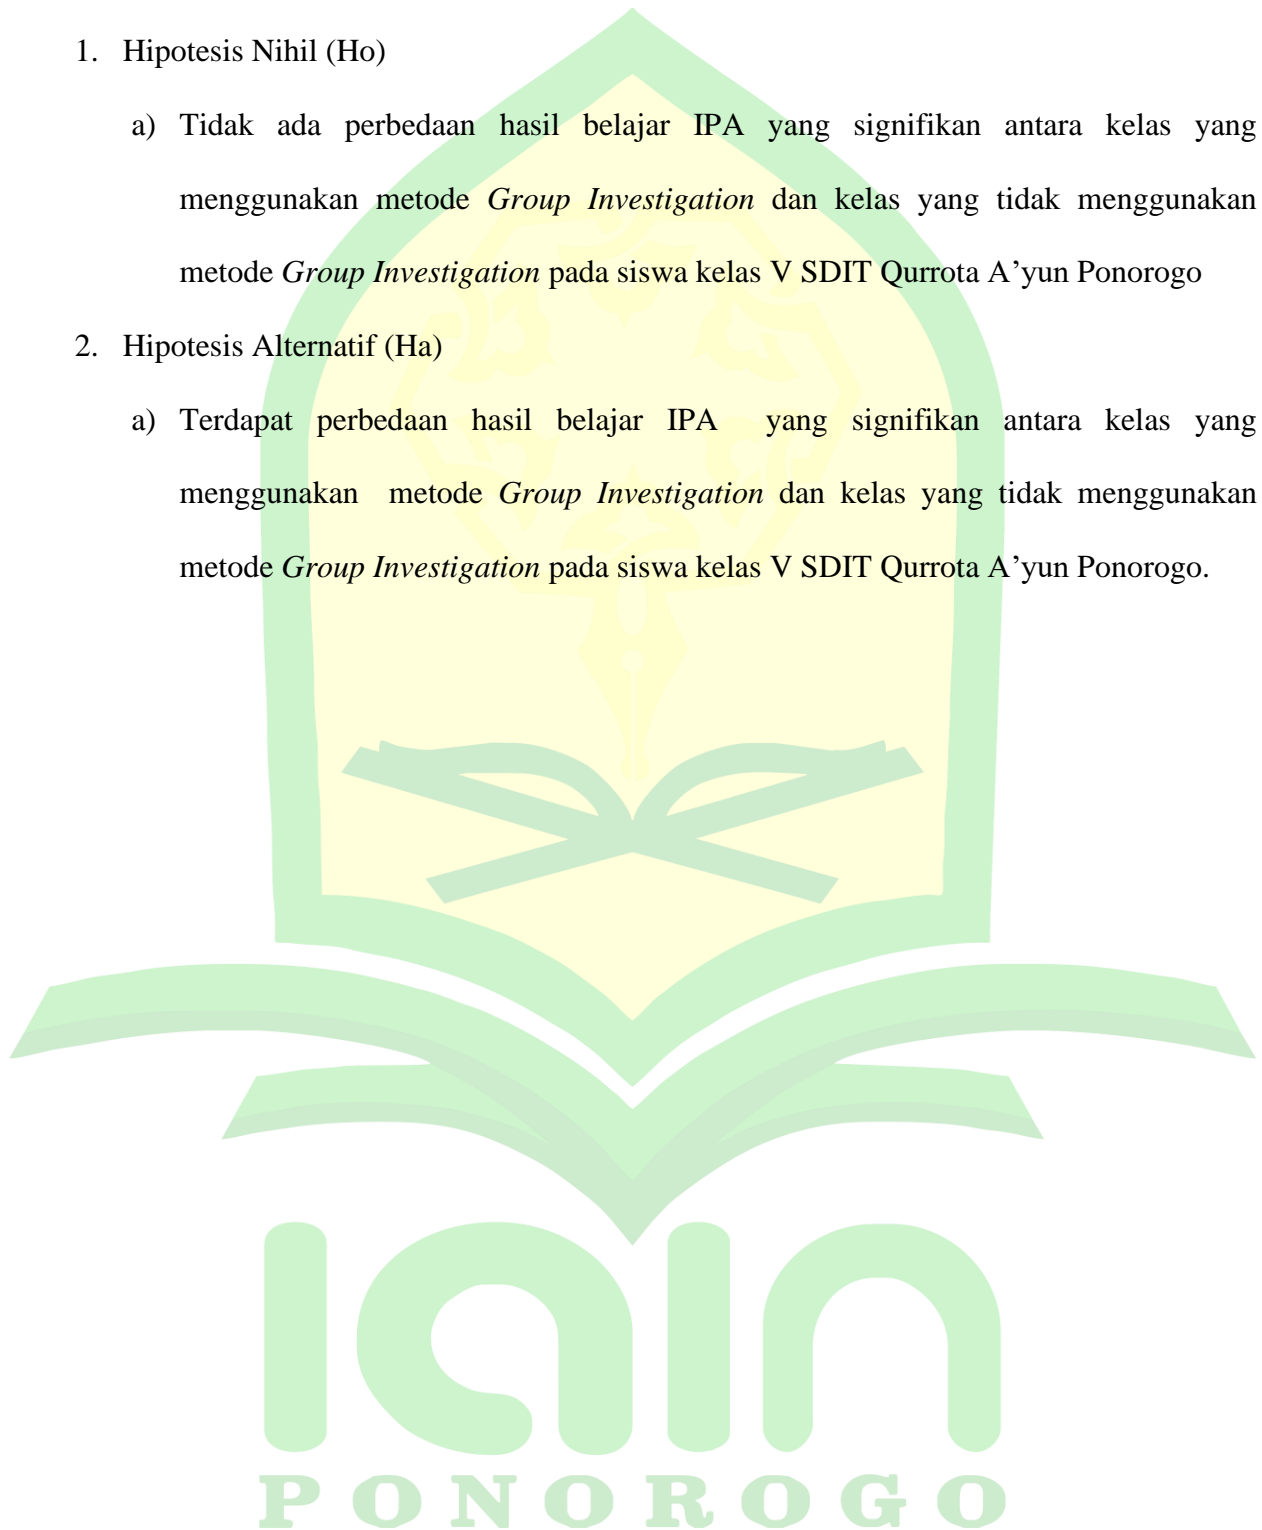 1. Hipotesis Nihil (Ho)
a) Tidak ada perbedaan hasil belajar IPA yang signifikan antara kelas yang
menggunakan metode Group Investigation dan kelas yang tidak menggunakan
metode Group Investigation pada siswa kelas V SDIT Qurrota A’yun Ponorogo
2. Hipotesis Alternatif (Ha)
a) Terdapat perbedaan hasil belajar IPA yang signifikan antara kelas yang
menggunakan metode Group Investigation dan kelas yang tidak menggunakan
metode Group Investigation pada siswa kelas V SDIT Qurrota A’yun Ponorogo.
iain
PONOROGO